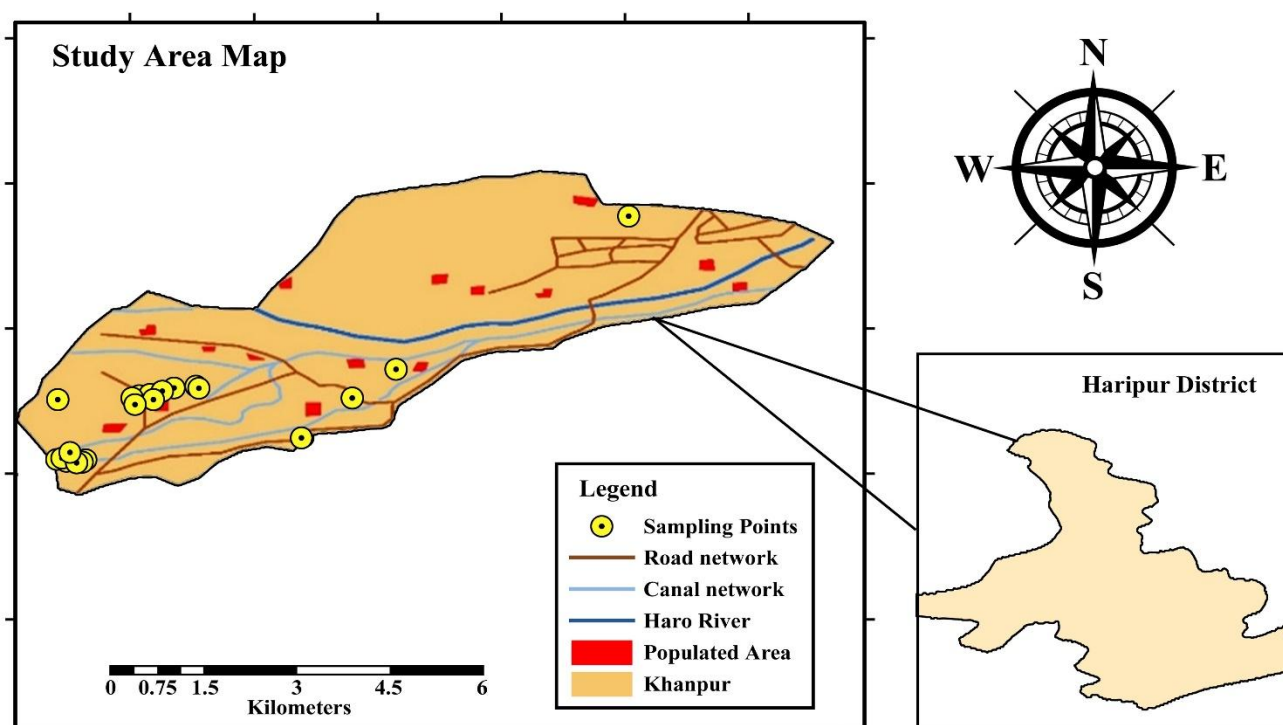 Study Area Map
N
W
E
S
Haripur District
Legend
Sampling Points
Road network
Canal network
Haro River
Populated Area
Khanpur
0 0.75 1.5 3 4.5 6
Kilometers